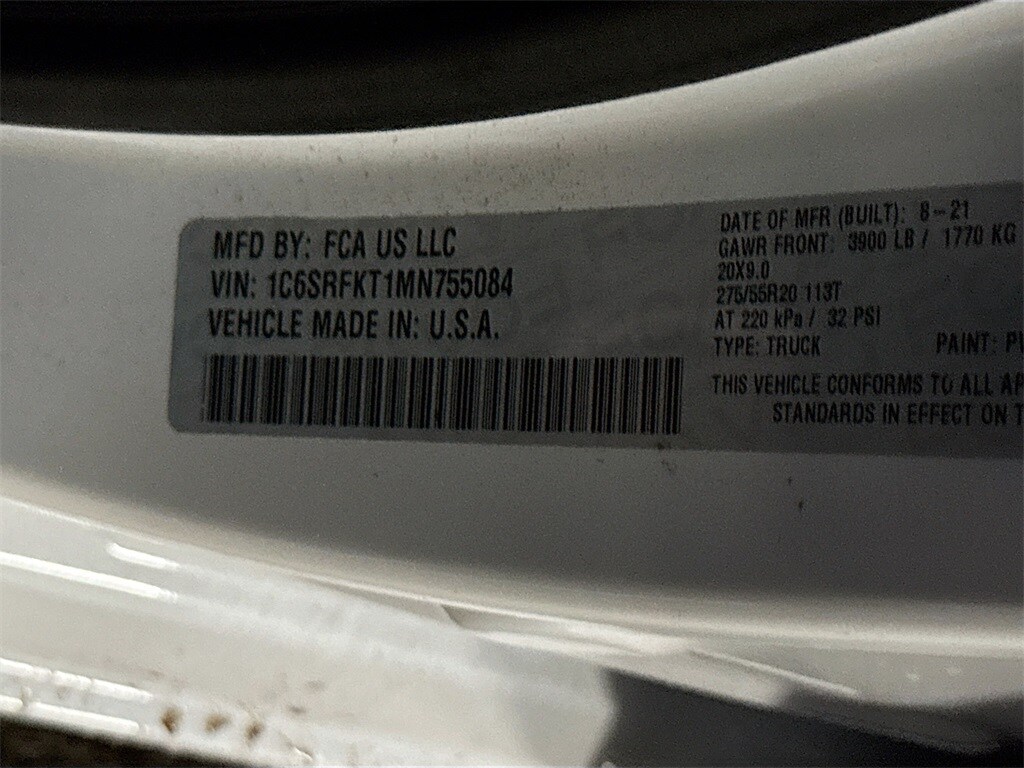 MFD BY: FCA US LLC
VIN: 1C6SRFKT1MN755084
VEHICLE MADE IN: U.S.A.
DATE OF MFR (BUILT): 8-21
GAWR FRONT: 3900 LB / 1770 KG
20X9.0
275/55R20 113T
AT 220 kPa / 32 PSI
TYPE: TRUCK PAINT:
THIS VEHICLE CONFORMS TO ALL
STANDARDS IN EFFECT ON